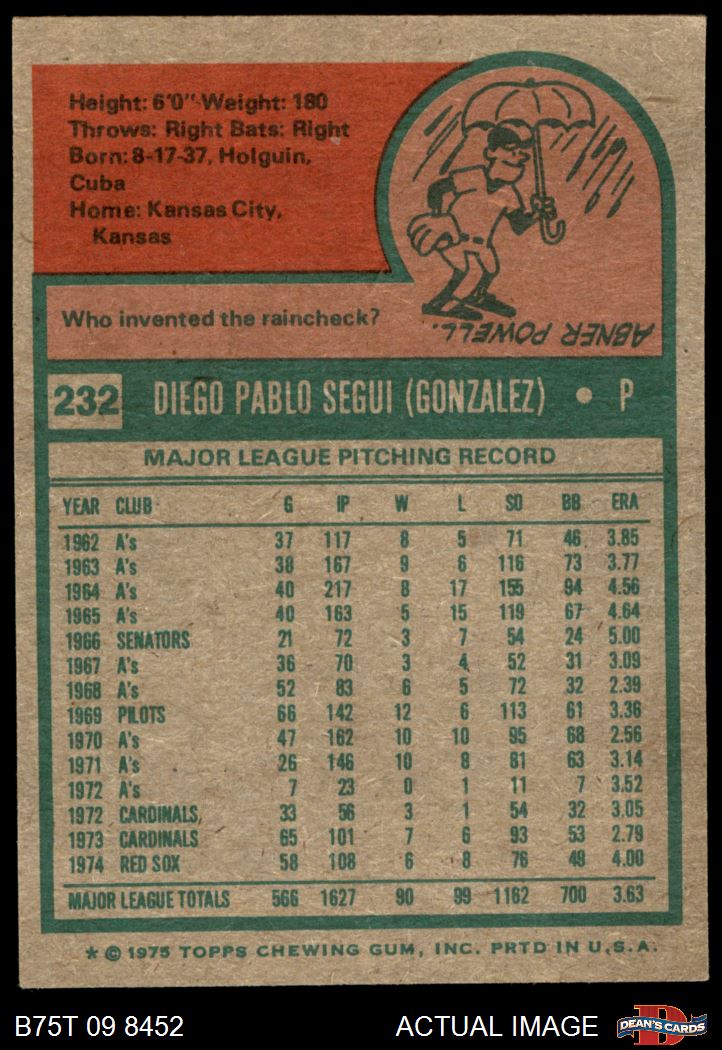 Height: 6'0" Weight: 180
Throws: Right Bats: Right
Born: 8-17-37, Holguin,
Cuba
Home: Kansas City,
Kansas
Who invented the raincheck?
ABNER POWELL.
232 DIEGO PABLO SEGUI (GONZALEZ) • P
MAJOR LEAGUE PITCHING RECORD
YEAR CLUB G IP W L SO BB ERA
1962 A's 37 117 8 5 71 46 3.85
1963 A's 38 167 9 6 116 73 3.77
1964 A's 40 217 8 17 155 94 4.56
1965 A's 40 163 5 15 119 67 4.64
1966 SENATORS 21 72 3 7 54 24 5.00
1967 A's 36 70 3 4 52 31 3.09
1968 A's 52 83 6 5 72 32 2.39
1969 PILOTS 66 142 12 6 113 61 3.36
1970 A's 47 162 10 10 95 68 2.56
1971 A's 26 146 10 8 81 63 3.14
1972 A's 7 23 0 1 11 7 3.52
1972 CARDINALS 33 56 3 1 54 32 3.05
1973 CARDINALS 65 101 7 6 93 53 2.79
1974 RED SOX 58 108 6 8 76 49 4.00
MAJOR LEAGUE TOTALS 566 1627 90 99 1162 700 3.63
* © 1975 TOPPS CHEWING GUM, INC. PRTD IN U.S.A.
B75T 09 8452 ACTUAL IMAGE D DEAN'S CARDS